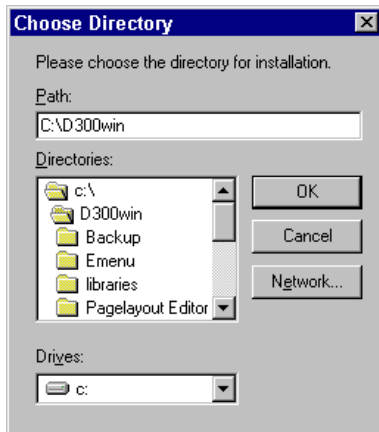 Choose Directory
Please choose the directory for installation.
Path:
C:\D300win
Directories:
c:\
D300win
Backup
Emenu
libraries
Pagelayout Editor
OK
Cancel
Network...
Drives:
c: